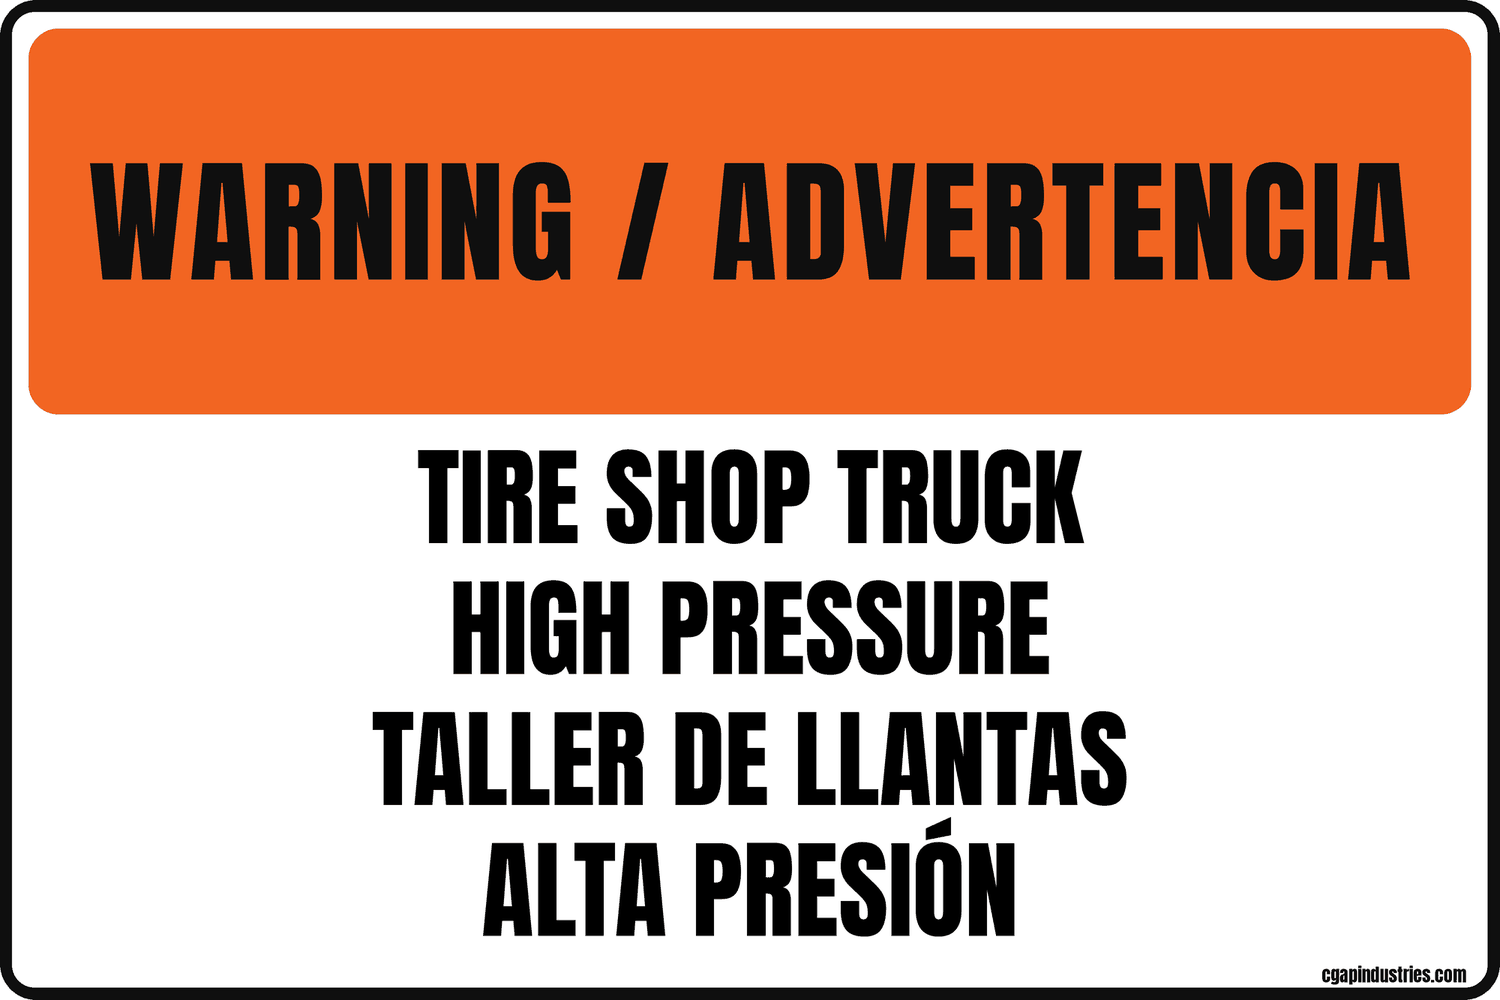 WARNING / ADVERTENCIA
TIRE SHOP TRUCK
HIGH PRESSURE
TALLER DE LLANTAS
ALTA PRESIÓN
cgapindustries.com